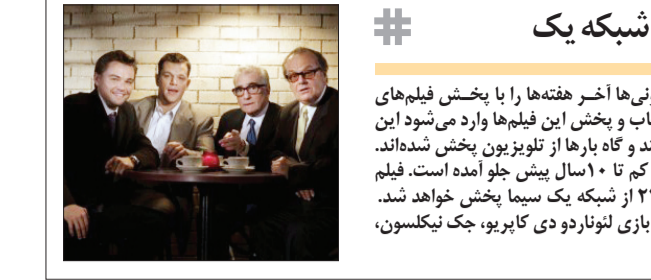 شبکه یک #
ونی‌ها آخـر هفته‌ها را با پخـش فیلم‌های
اب و پخش این فیلم‌ها وارد می‌شود این
ند و گاه بارها از تلویزیون پخش شده‌اند.
کم تا ۱۰سال پیش جلو آمده است. فیلم
۲ از شبکه یک سیما پخش خواهد شد.
بازی لئوناردو دی کاپریو، جک نیکلسون،